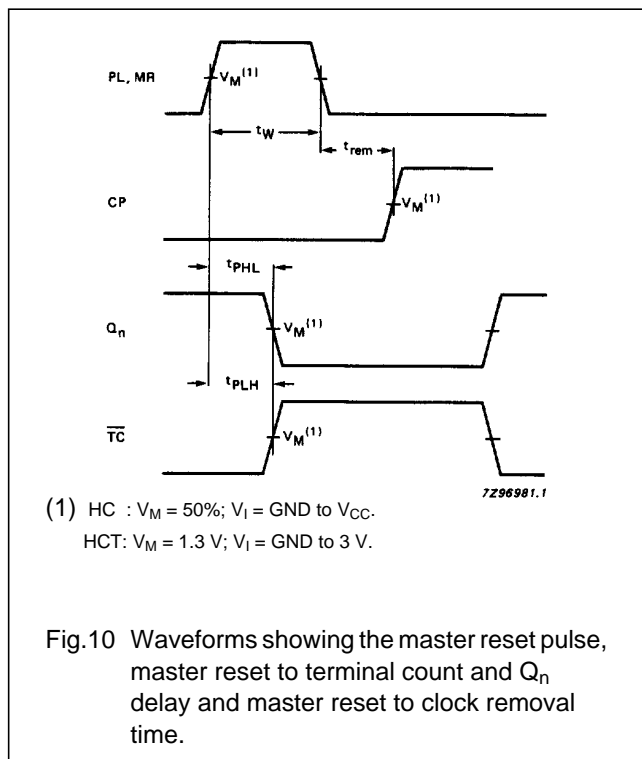 PL, MR
V_M(1)
t_W
t_rem
CP
V_M(1)
t_PHL
Q_n
V_M(1)
t_PLH
TC
V_M(1)
7Z96981.1
(1) HC : V_M = 50%; V_I = GND to V_CC.
HCT: V_M = 1.3 V; V_I = GND to 3 V.
Fig.10 Waveforms showing the master reset pulse,
master reset to terminal count and Q_n
delay and master reset to clock removal
time.